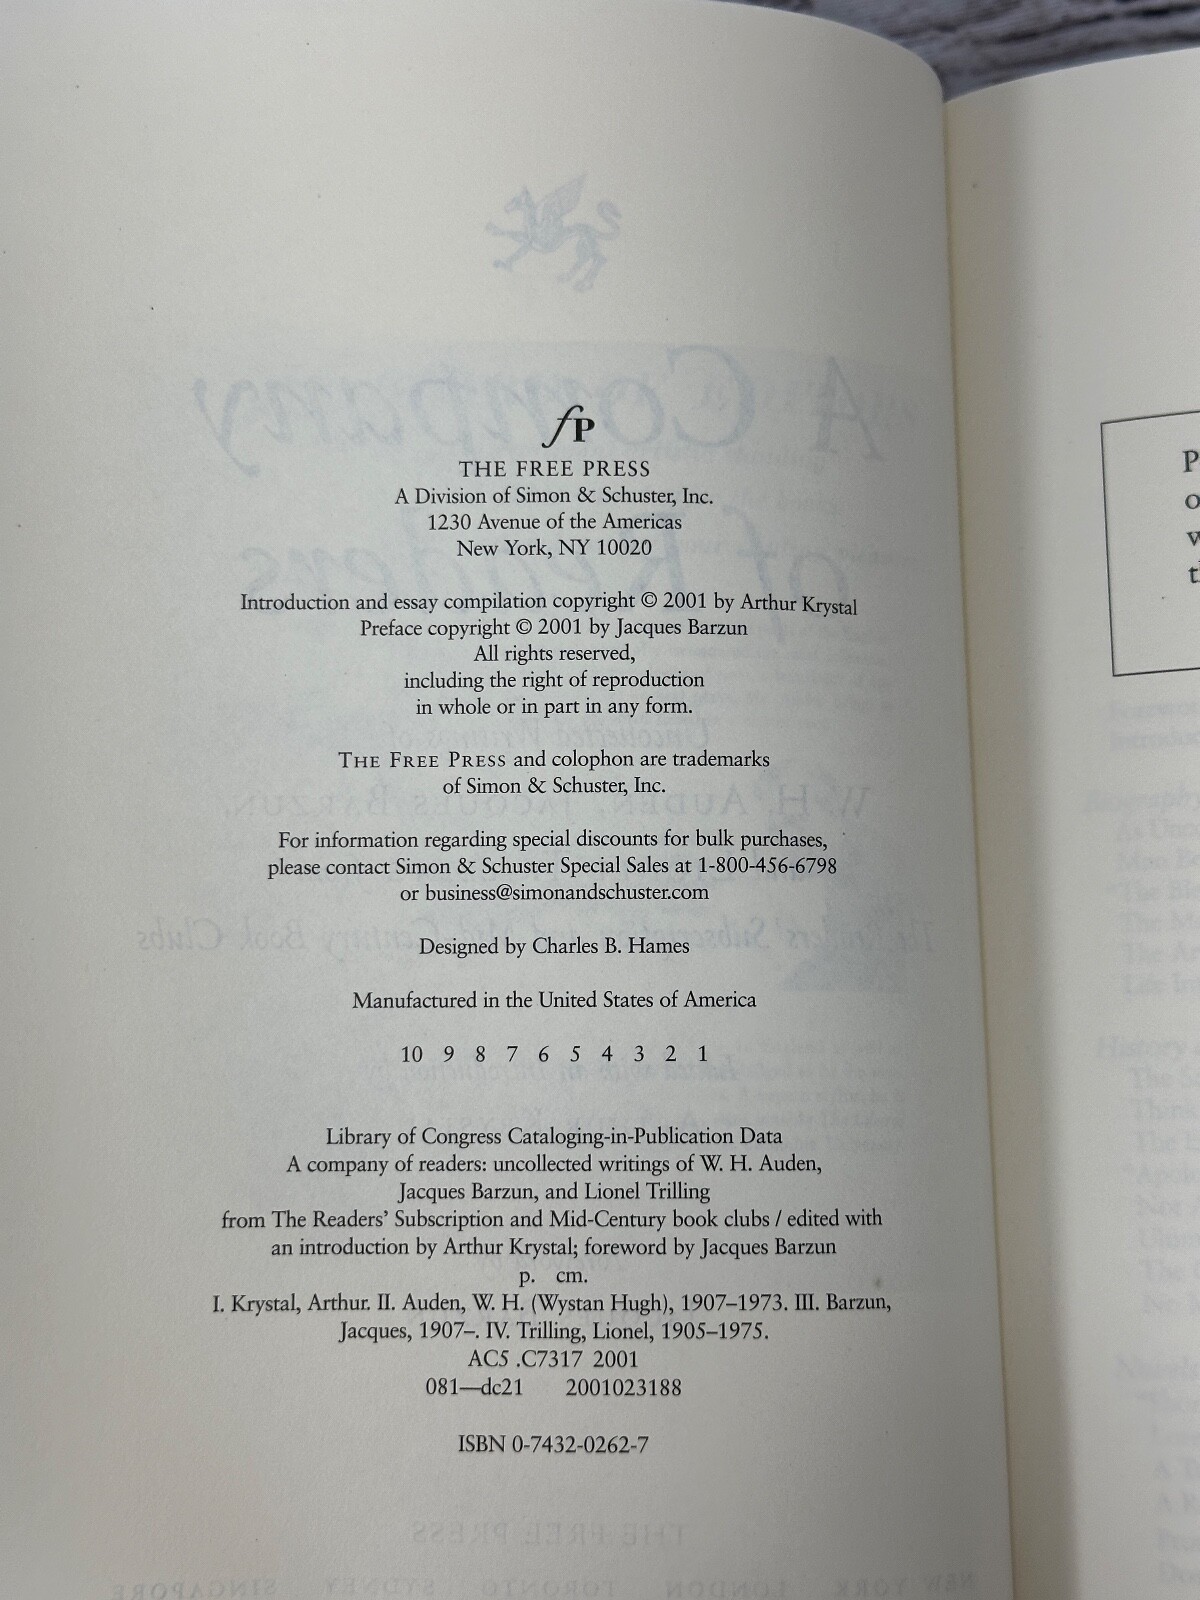 fP
THE FREE PRESS
A Division of Simon & Schuster, Inc.
1230 Avenue of the Americas
New York, NY 10020
Introduction and essay compilation copyright © 2001 by Arthur Krystal
Preface copyright © 2001 by Jacques Barzun
All rights reserved,
including the right of reproduction
in whole or in part in any form.
THE FREE PRESS and colophon are trademarks
of Simon & Schuster, Inc.
For information regarding special discounts for bulk purchases,
please contact Simon & Schuster Special Sales at 1-800-456-6798
or business@simonandschuster.com
Designed by Charles B. Hames
Manufactured in the United States of America
10 9 8 7 6 5 4 3 2 1
Library of Congress Cataloging-in-Publication Data
A company of readers: uncollected writings of W. H. Auden,
Jacques Barzun, and Lionel Trilling
from The Readers' Subscription and Mid-Century book clubs / edited with
an introduction by Arthur Krystal; foreword by Jacques Barzun
p. cm.
I. Krystal, Arthur. II. Auden, W. H. (Wystan Hugh), 1907–1973. III. Barzun,
Jacques, 1907–. IV. Trilling, Lionel, 1905–1975.
AC5 .C7317 2001
081—dc21 2001023188
ISBN 0-7432-0262-7